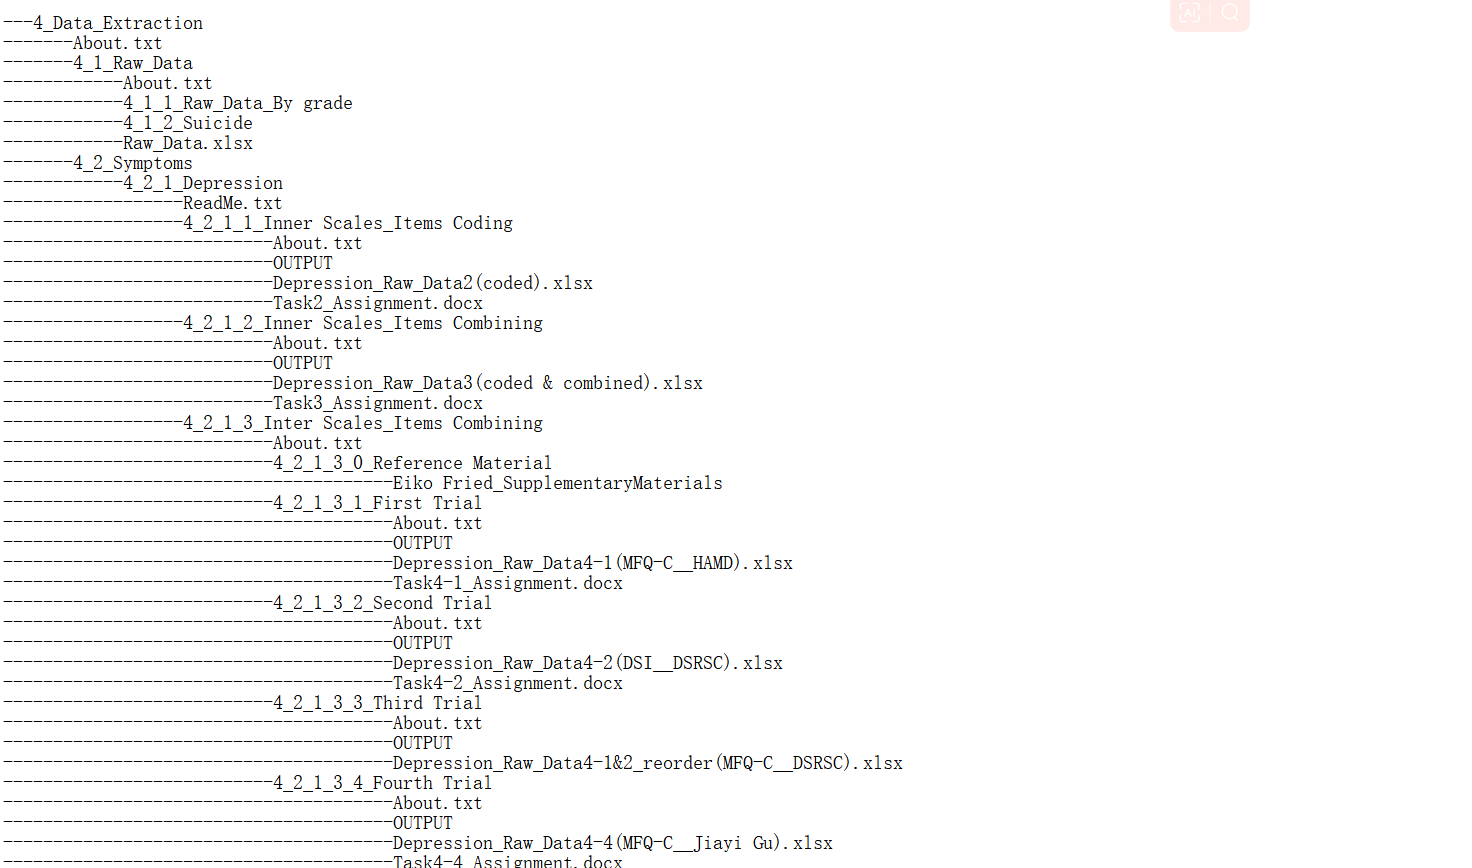 ---4_Data_Extraction
-------About.txt
-------4_1_Raw_Data
------------About.txt
------------4_1_1_Raw_Data_By grade
------------4_1_2_Suicide
------------Raw_Data.xlsx
-------4_2_Symptoms
------------4_2_1_Depression
------------------ReadMe.txt
------------------4_2_1_1_Inner Scales_Items Coding
---------------------------About.txt
---------------------------OUTPUT
---------------------------Depression_Raw_Data2(coded).xlsx
---------------------------Task2_Assignment.docx
------------------4_2_1_2_Inner Scales_Items Combining
---------------------------About.txt
---------------------------OUTPUT
---------------------------Depression_Raw_Data3(coded & combined).xlsx
---------------------------Task3_Assignment.docx
------------------4_2_1_3_Inter Scales_Items Combining
---------------------------About.txt
---------------------------4_2_1_3_0_Reference Material
---------------------------------------Eiko Fried_SupplementaryMaterials
---------------------------4_2_1_3_1_First Trial
---------------------------------------About.txt
---------------------------------------OUTPUT
---------------------------------------Depression_Raw_Data4-1(MFQ-C__HAMD).xlsx
---------------------------------------Task4-1_Assignment.docx
---------------------------4_2_1_3_2_Second Trial
---------------------------------------About.txt
---------------------------------------OUTPUT
---------------------------------------Depression_Raw_Data4-2(DSI__DSRSC).xlsx
---------------------------------------Task4-2_Assignment.docx
---------------------------4_2_1_3_3_Third Trial
---------------------------------------About.txt
---------------------------------------OUTPUT
---------------------------------------Depression_Raw_Data4-1&2_reorder(MFQ-C__DSRSC).xlsx
---------------------------4_2_1_3_4_Fourth Trial
---------------------------------------About.txt
---------------------------------------OUTPUT
---------------------------------------Depression_Raw_Data4-4(MFQ-C__Jiayi Gu).xlsx
---------------------------------------Task4-4_Assignment.docx